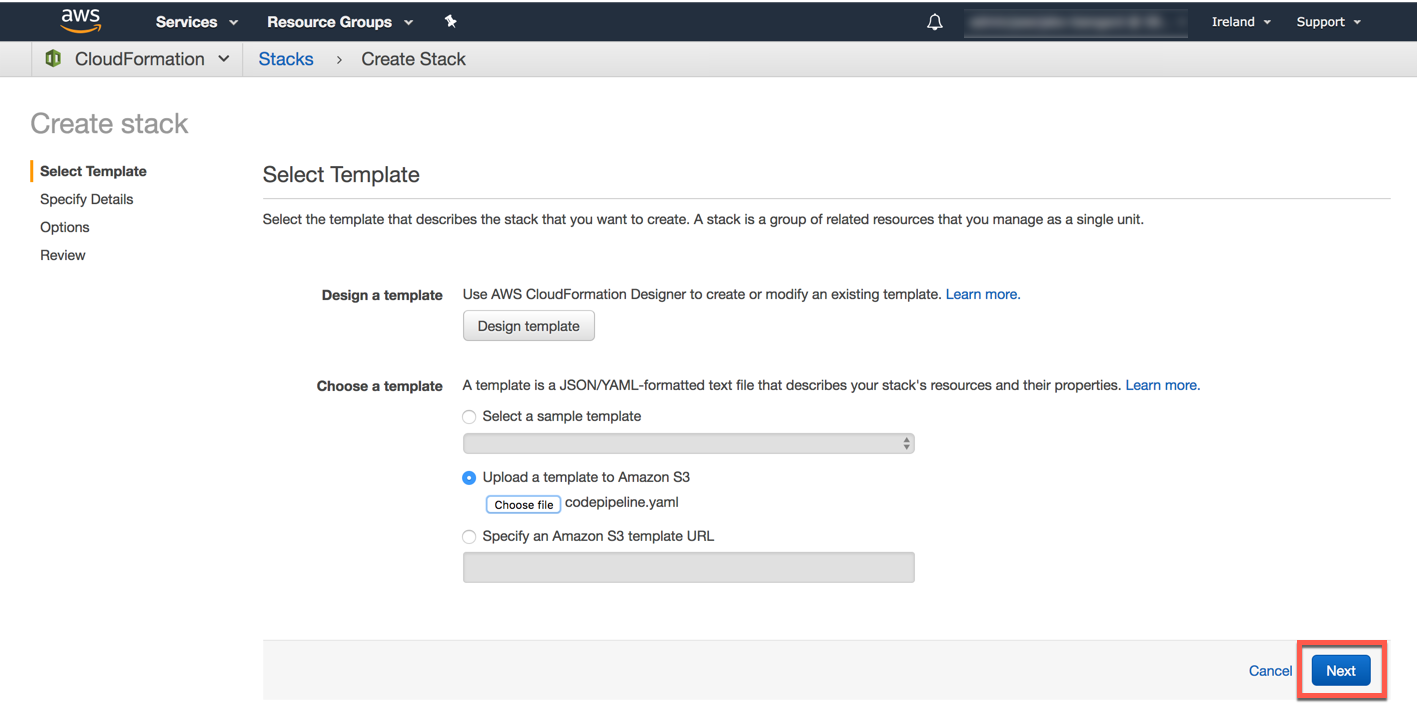 aws Services Resource Groups Ireland Support
CloudFormation Stacks › Create Stack
Create stack
Select Template
Specify Details
Options
Review
Select Template
Select the template that describes the stack that you want to create. A stack is a group of related resources that you manage as a single unit.
Design a template Use AWS CloudFormation Designer to create or modify an existing template. Learn more.
Design template
Choose a template A template is a JSON/YAML-formatted text file that describes your stack's resources and their properties. Learn more.
Select a sample template
Upload a template to Amazon S3
Choose file codepipeline.yaml
Specify an Amazon S3 template URL
Cancel Next